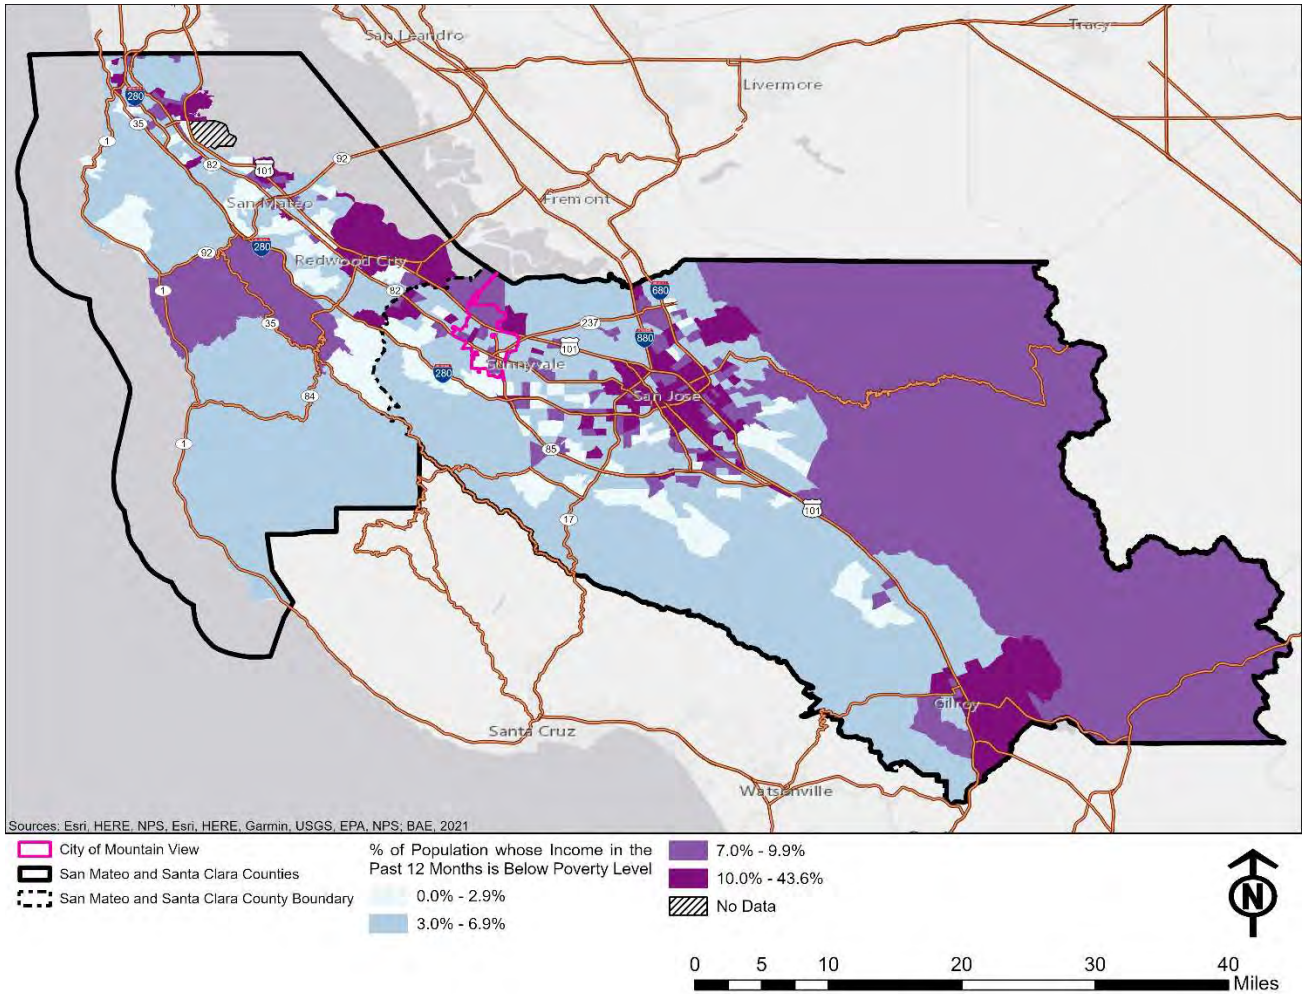 San Leandro
Tracy
Livermore
280
35
1
82
101
92
San Mateo
Fremont
92
280
Redwood City
1
82
680
35
237
880
101
Sunnyvale
280
San Jose
84
1
85
101
17
Gilroy
Santa Cruz
Watsonville
Sources: Esri, HERE, NPS, Esri, HERE, Garmin, USGS, EPA, NPS; BAE, 2021
City of Mountain View
San Mateo and Santa Clara Counties
San Mateo and Santa Clara County Boundary
% of Population whose Income in the
Past 12 Months is Below Poverty Level
0.0% - 2.9%
3.0% - 6.9%
7.0% - 9.9%
10.0% - 43.6%
No Data
N
0 5 10 20 30 40
Miles